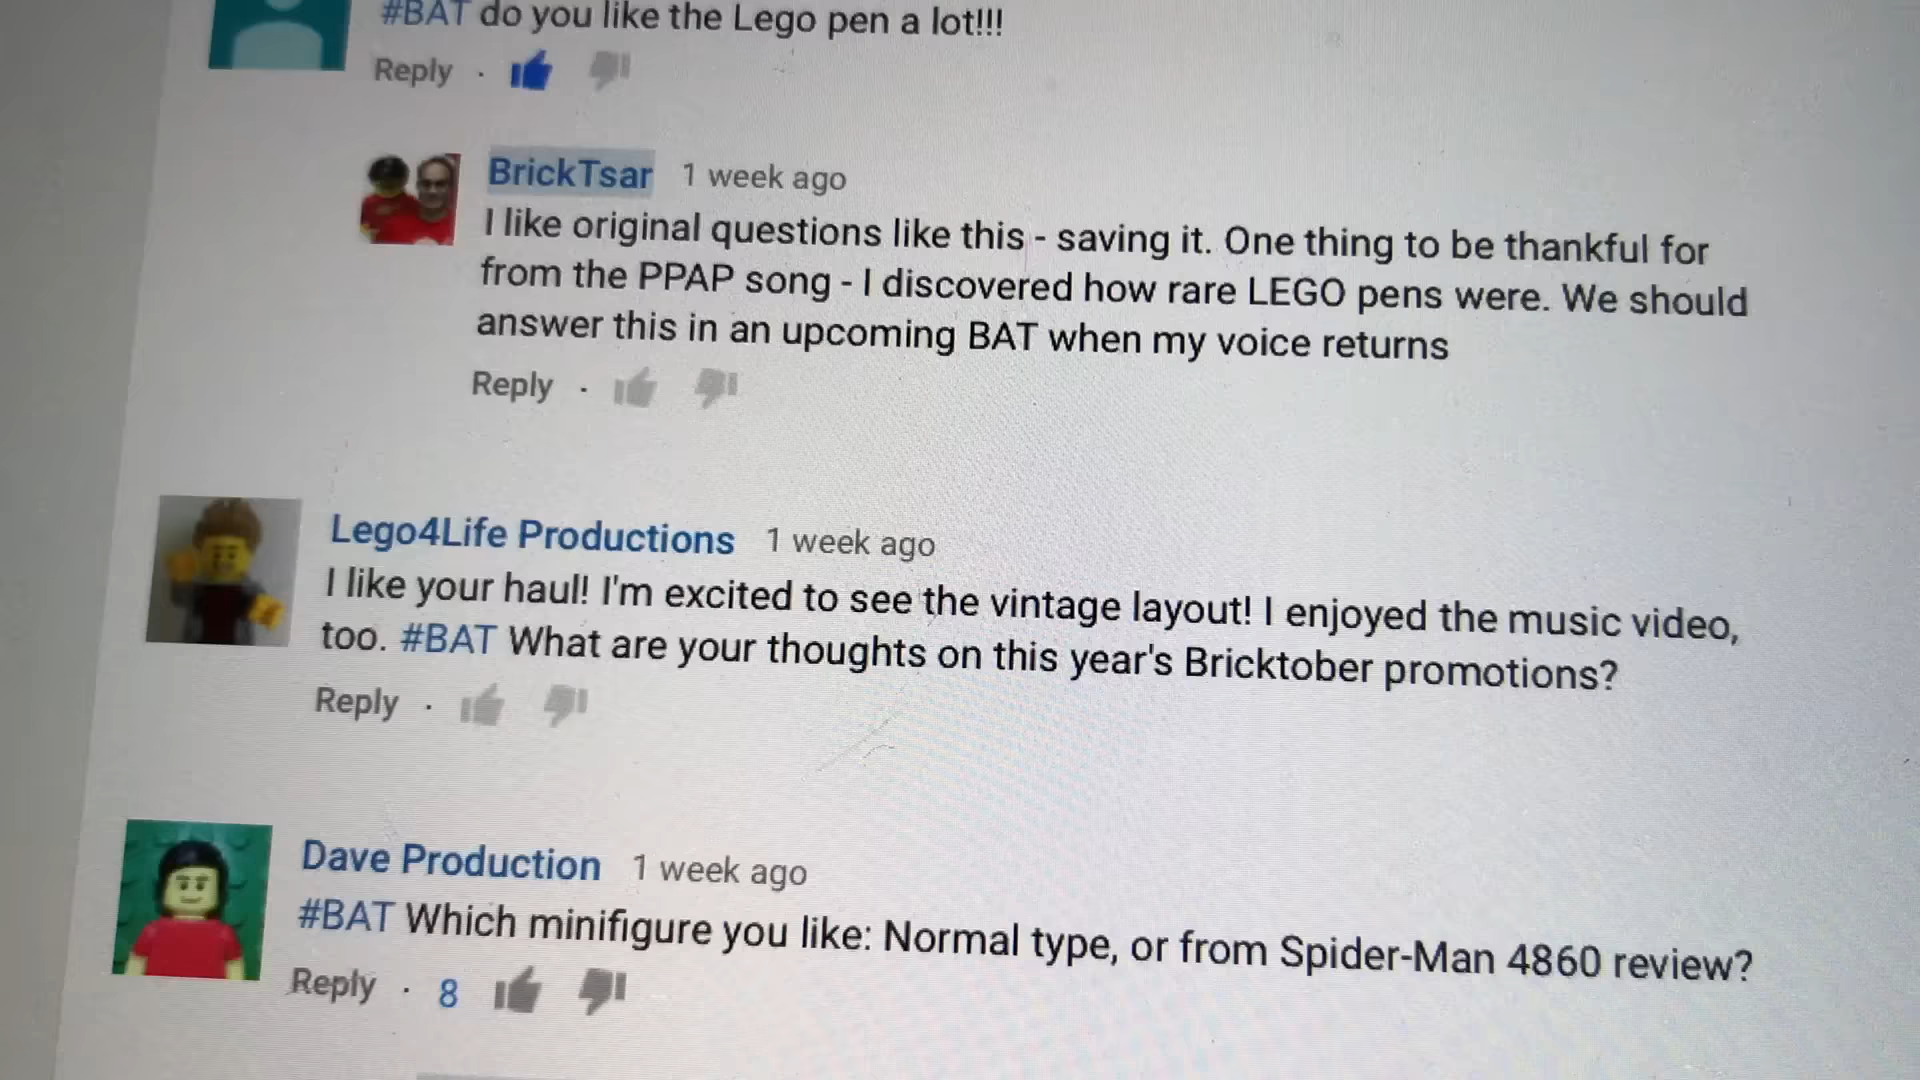 #BAT do you like the Lego pen a lot!!!
Reply ·
BrickTsar 1 week ago
I like original questions like this - saving it. One thing to be thankful for
from the PPAP song - I discovered how rare LEGO pens were. We should
answer this in an upcoming BAT when my voice returns
Reply ·
Lego4Life Productions 1 week ago
I like your haul! I'm excited to see the vintage layout! I enjoyed the music video,
too. #BAT What are your thoughts on this year's Bricktober promotions?
Reply ·
Dave Production 1 week ago
#BAT Which minifigure you like: Normal type, or from Spider-Man 4860 review?
Reply · 8